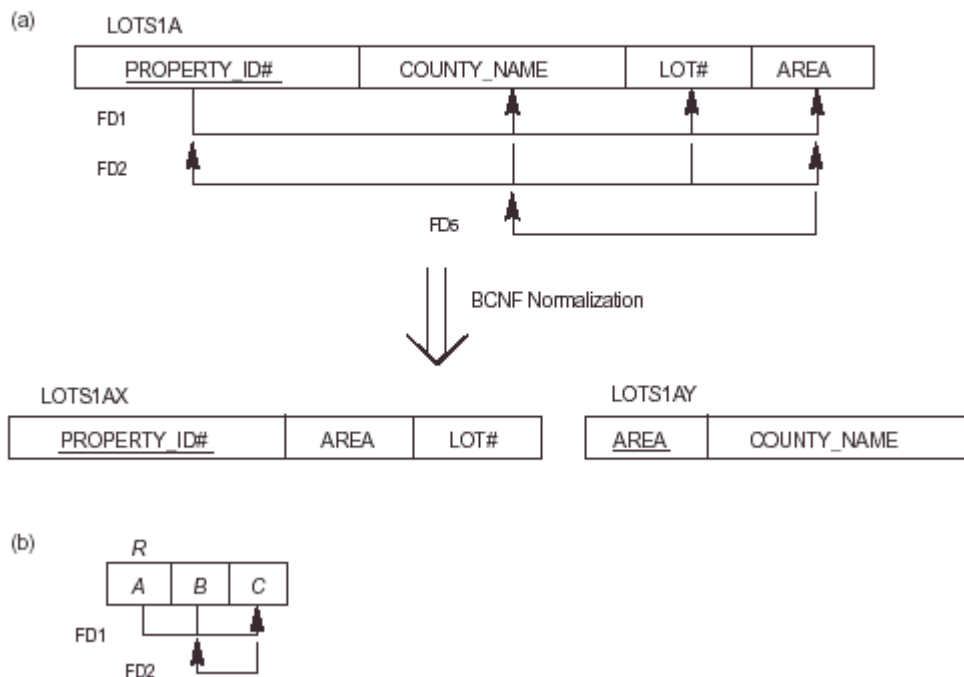 (a)
LOTS1A
PROPERTY_ID# COUNTY_NAME LOT# AREA
FD1
FD2
FD5
BCNF Normalization
LOTS1AX
PROPERTY_ID# AREA LOT#
LOTS1AY
AREA COUNTY_NAME
(b)
R
A B C
FD1
FD2